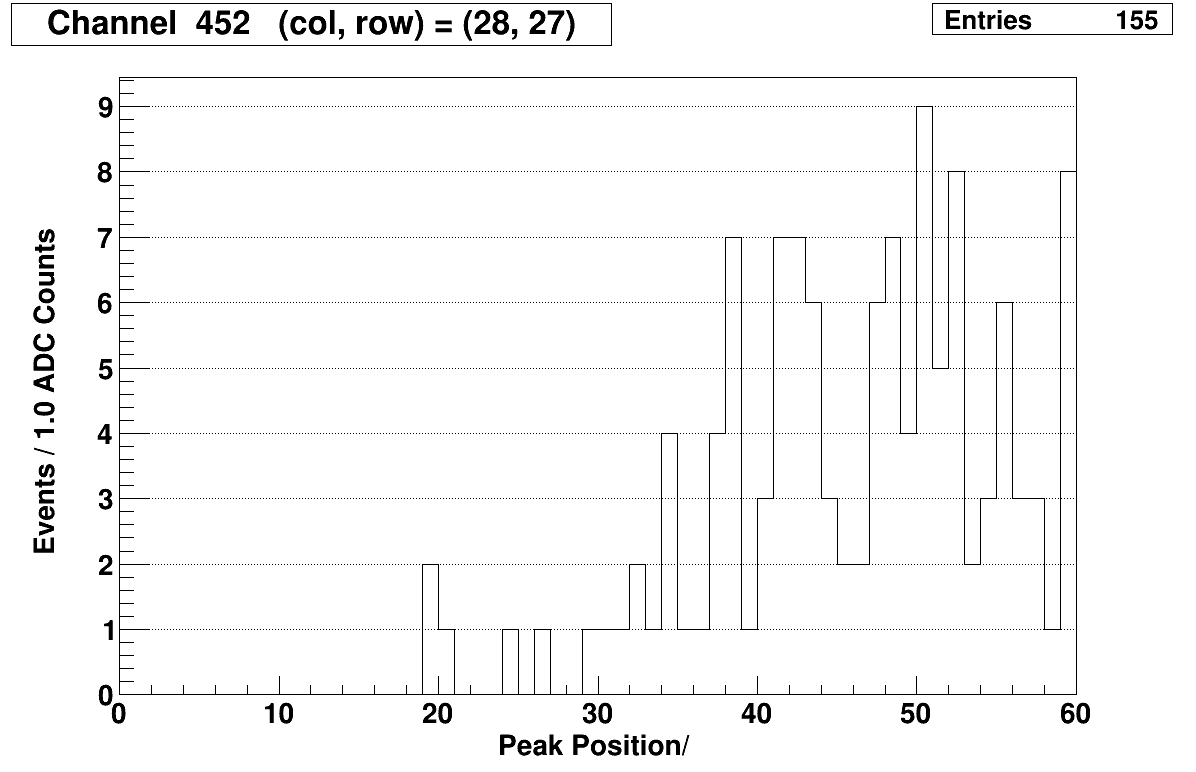 Channel 452 (col, row) = (28, 27)
Entries 155
Events / 1.0 ADC Counts
9
8
7
6
5
4
3
2
1
0
0 10 20 30 40 50 60
Peak Position/